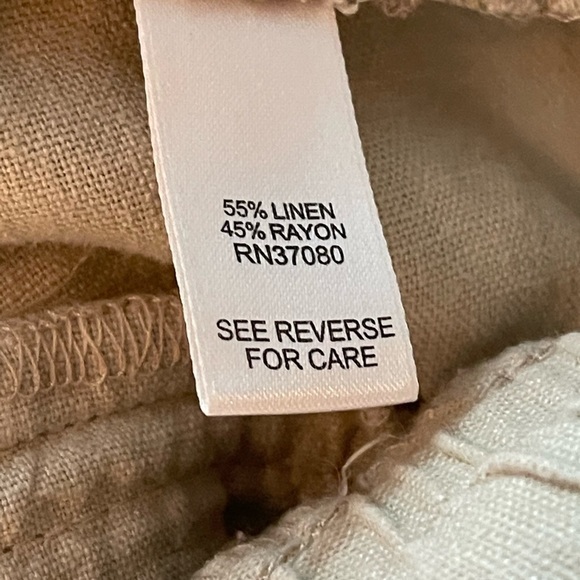 55% LINEN
45% RAYON
RN37080
SEE REVERSE
FOR CARE